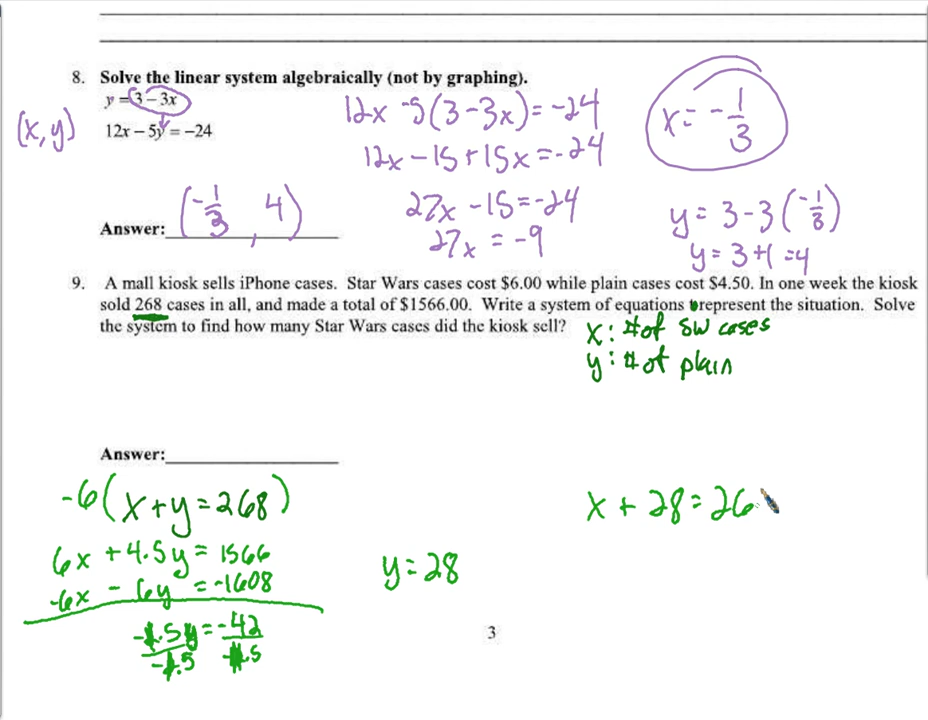 8. Solve the linear system algebraically (not by graphing).
y = 3 − 3x
12x − 5y = −24
(x, y)
12x -5(3-3x)=-24
12x-15+15x=-24
27x -15=-24
27x = -9
x= -1/3
y= 3-3(-1/3)
y= 3+1=4
Answer: (-1/3, 4)
9. A mall kiosk sells iPhone cases. Star Wars cases cost $6.00 while plain cases cost $4.50. In one week the kiosk
sold 268 cases in all, and made a total of $1566.00. Write a system of equations represent the situation. Solve
the system to find how many Star Wars cases did the kiosk sell?
x: # of SW cases
y: # of plain
Answer:
-6(x+y=268)
6x +4.5y= 1566
-6x - 6y =-1608
-1.5y=-42
-1.5 -1.5
y=28
x + 28=26
3